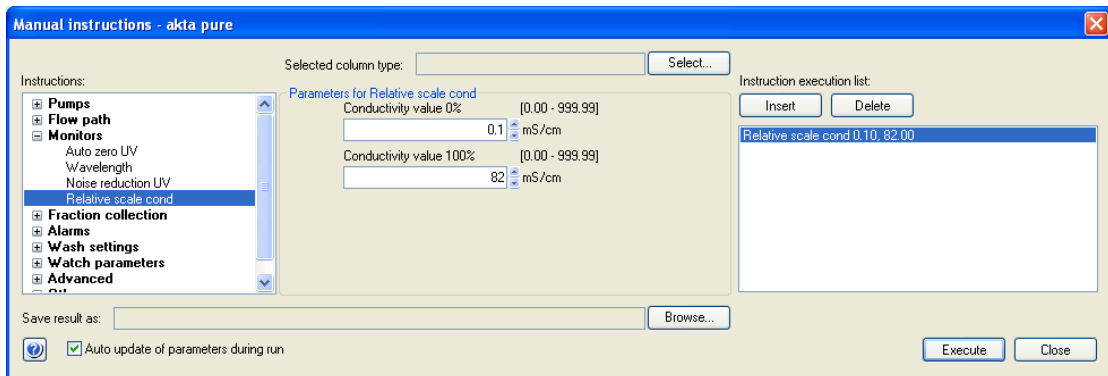 Manual instructions - akta pure
Selected column type:
Select...
Instructions:
Pumps
Flow path
Monitors
Auto zero UV
Wavelength
Noise reduction UV
Relative scale cond
Fraction collection
Alarms
Wash settings
Watch parameters
Advanced
Parameters for Relative scale cond
Conductivity value 0% [0.00 - 999.99]
0.1 mS/cm
Conductivity value 100% [0.00 - 999.99]
82 mS/cm
Instruction execution list:
Insert Delete
Relative scale cond 0.10, 82.00
Save result as:
Browse...
Auto update of parameters during run
Execute Close